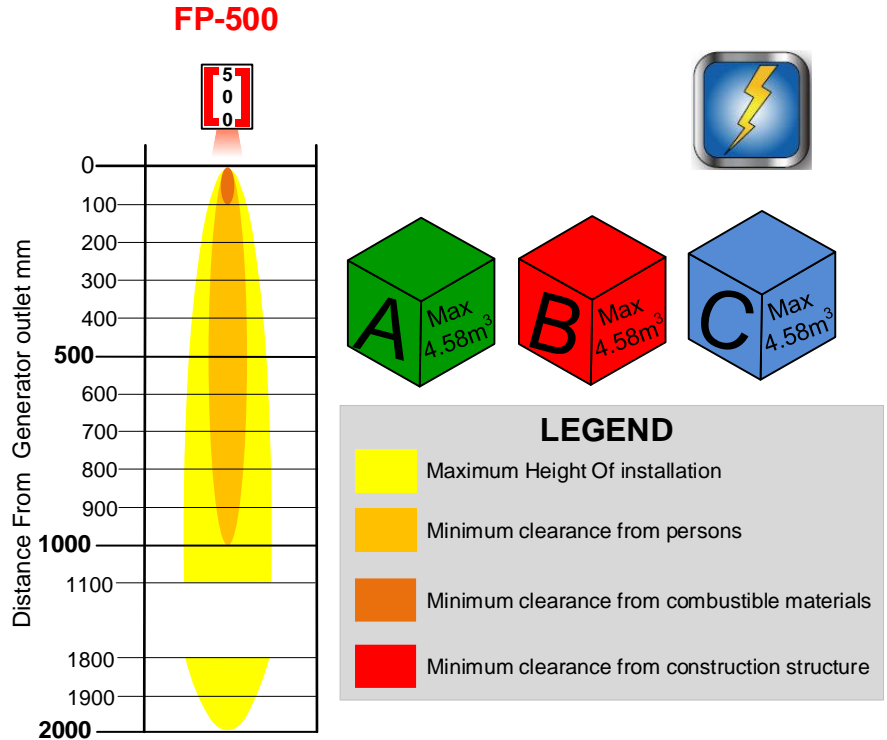 FP-500
5
0
0
Distance From Generator outlet mm
0
100
200
300
400
500
600
700
800
900
1000
1100
1800
1900
2000
A Max 4.58m³
B Max 4.58m³
C Max 4.58m³
LEGEND
Maximum Height Of installation
Minimum clearance from persons
Minimum clearance from combustible materials
Minimum clearance from construction structure